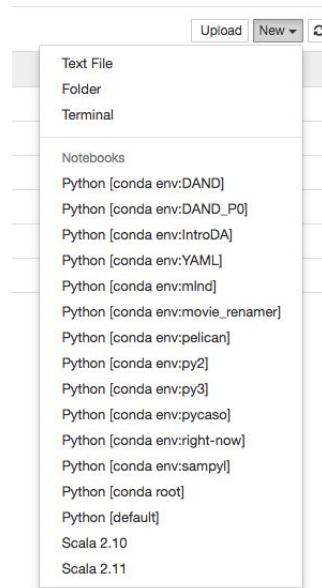 Upload New
Text File
Folder
Terminal
Notebooks
Python [conda env:DAND]
Python [conda env:DAND_P0]
Python [conda env:IntroDA]
Python [conda env:YAML]
Python [conda env:mlnd]
Python [conda env:movie_renamer]
Python [conda env:pelican]
Python [conda env:py2]
Python [conda env:py3]
Python [conda env:pycaso]
Python [conda env:right-now]
Python [conda env:sampyl]
Python [conda root]
Python [default]
Scala 2.10
Scala 2.11